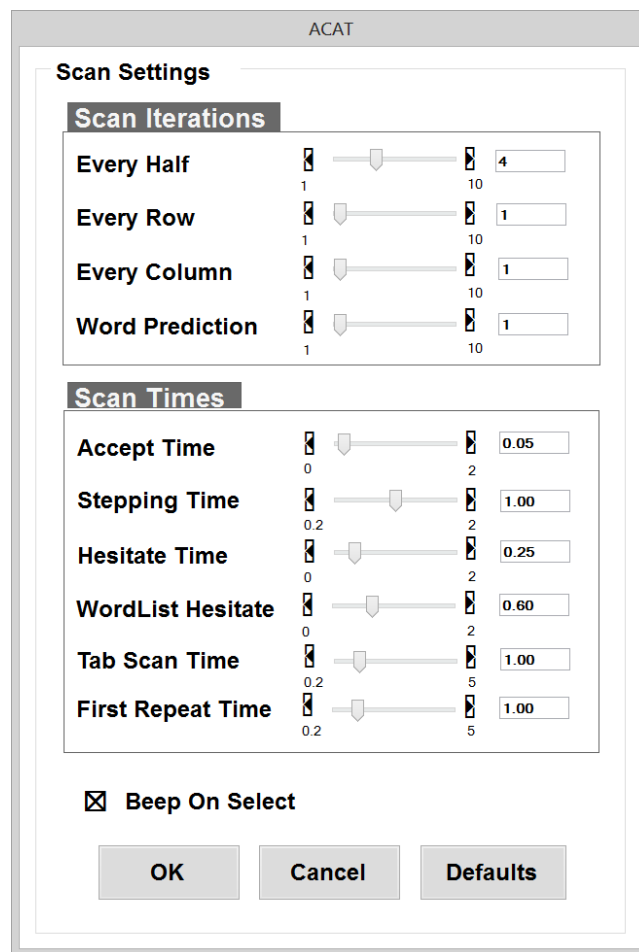 ACAT
Scan Settings
Scan Iterations
Every Half 4
1 10
Every Row 1
1 10
Every Column 1
1 10
Word Prediction 1
1 10
Scan Times
Accept Time 0.05
0 2
Stepping Time 1.00
0.2 2
Hesitate Time 0.25
0 2
WordList Hesitate 0.60
0 2
Tab Scan Time 1.00
0.2 5
First Repeat Time 1.00
0.2 5
Beep On Select
OK Cancel Defaults